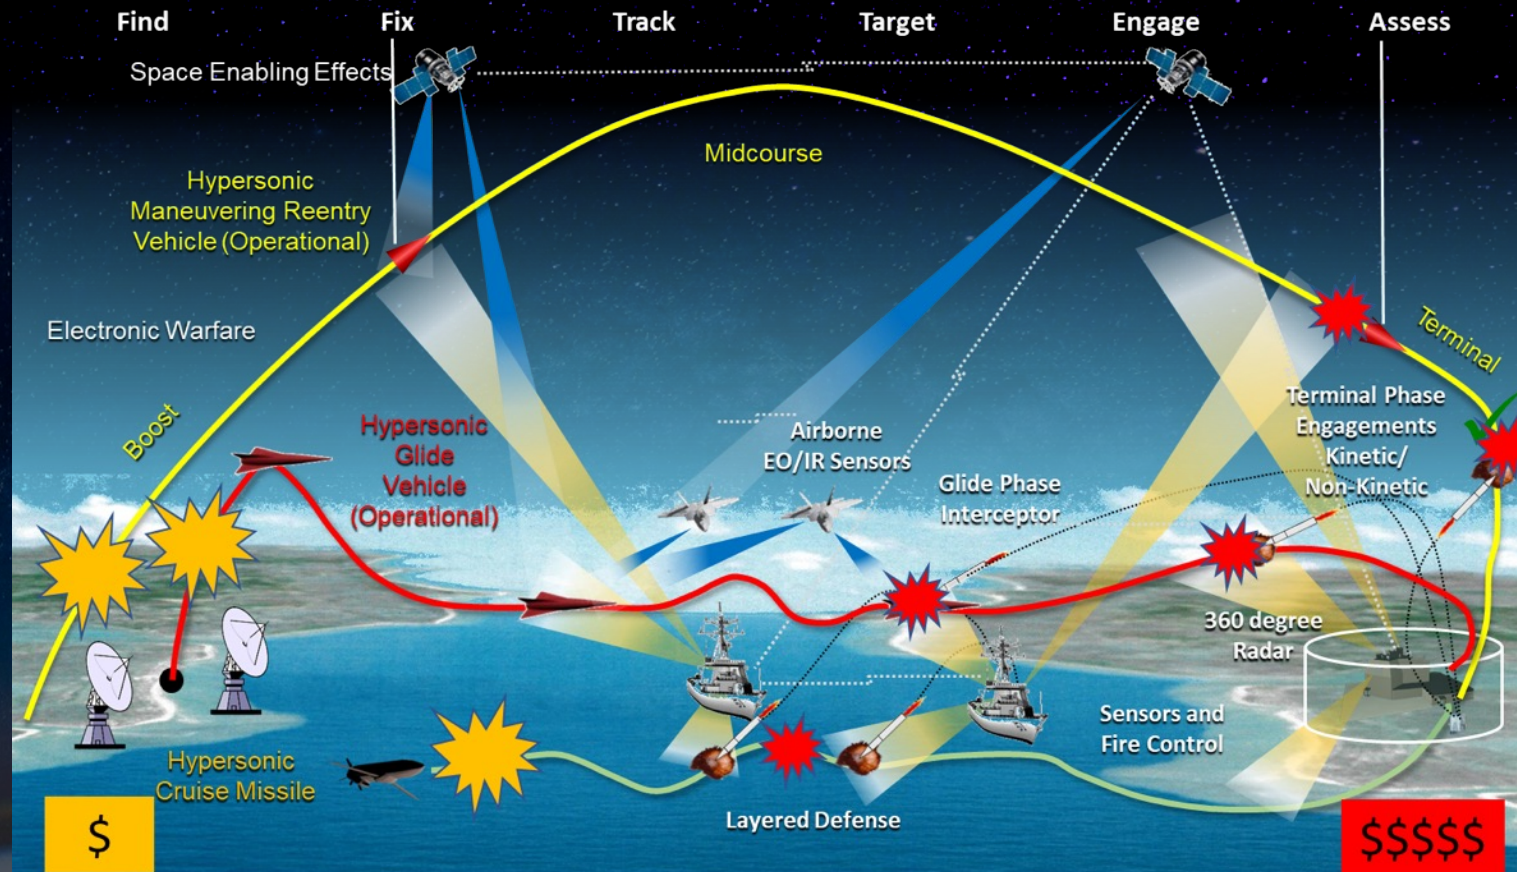 Find
Fix
Track
Target
Engage
Assess
Space Enabling Effects
Midcourse
Hypersonic
Maneuvering Reentry
Vehicle (Operational)
Electronic Warfare
Boost
Terminal
Hypersonic
Glide
Vehicle
(Operational)
Airborne
EO/IR Sensors
Glide Phase
Interceptor
Terminal Phase
Engagements
Kinetic/
Non-Kinetic
360 degree
Radar
Sensors and
Fire Control
Hypersonic
Cruise Missile
Layered Defense
$
$$$$$